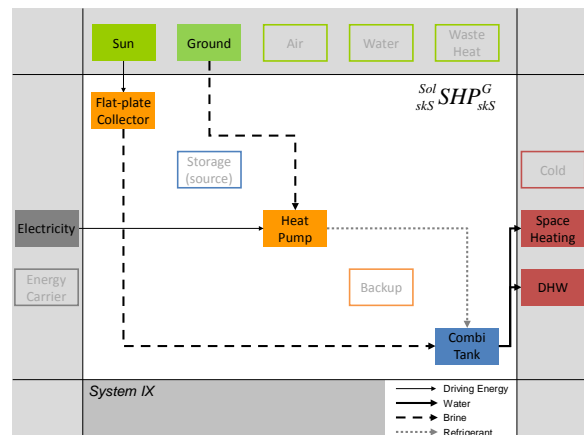 Sun
Ground
Air
Water
Waste
Heat
Sol
skS SHP G
skS
Flat-plate
Collector
Storage
(source)
Cold
Electricity
Heat
Pump
Space
Heating
Energy
Carrier
Backup
DHW
Combi
Tank
System IX
Driving Energy
Water
Brine
Refrigerant